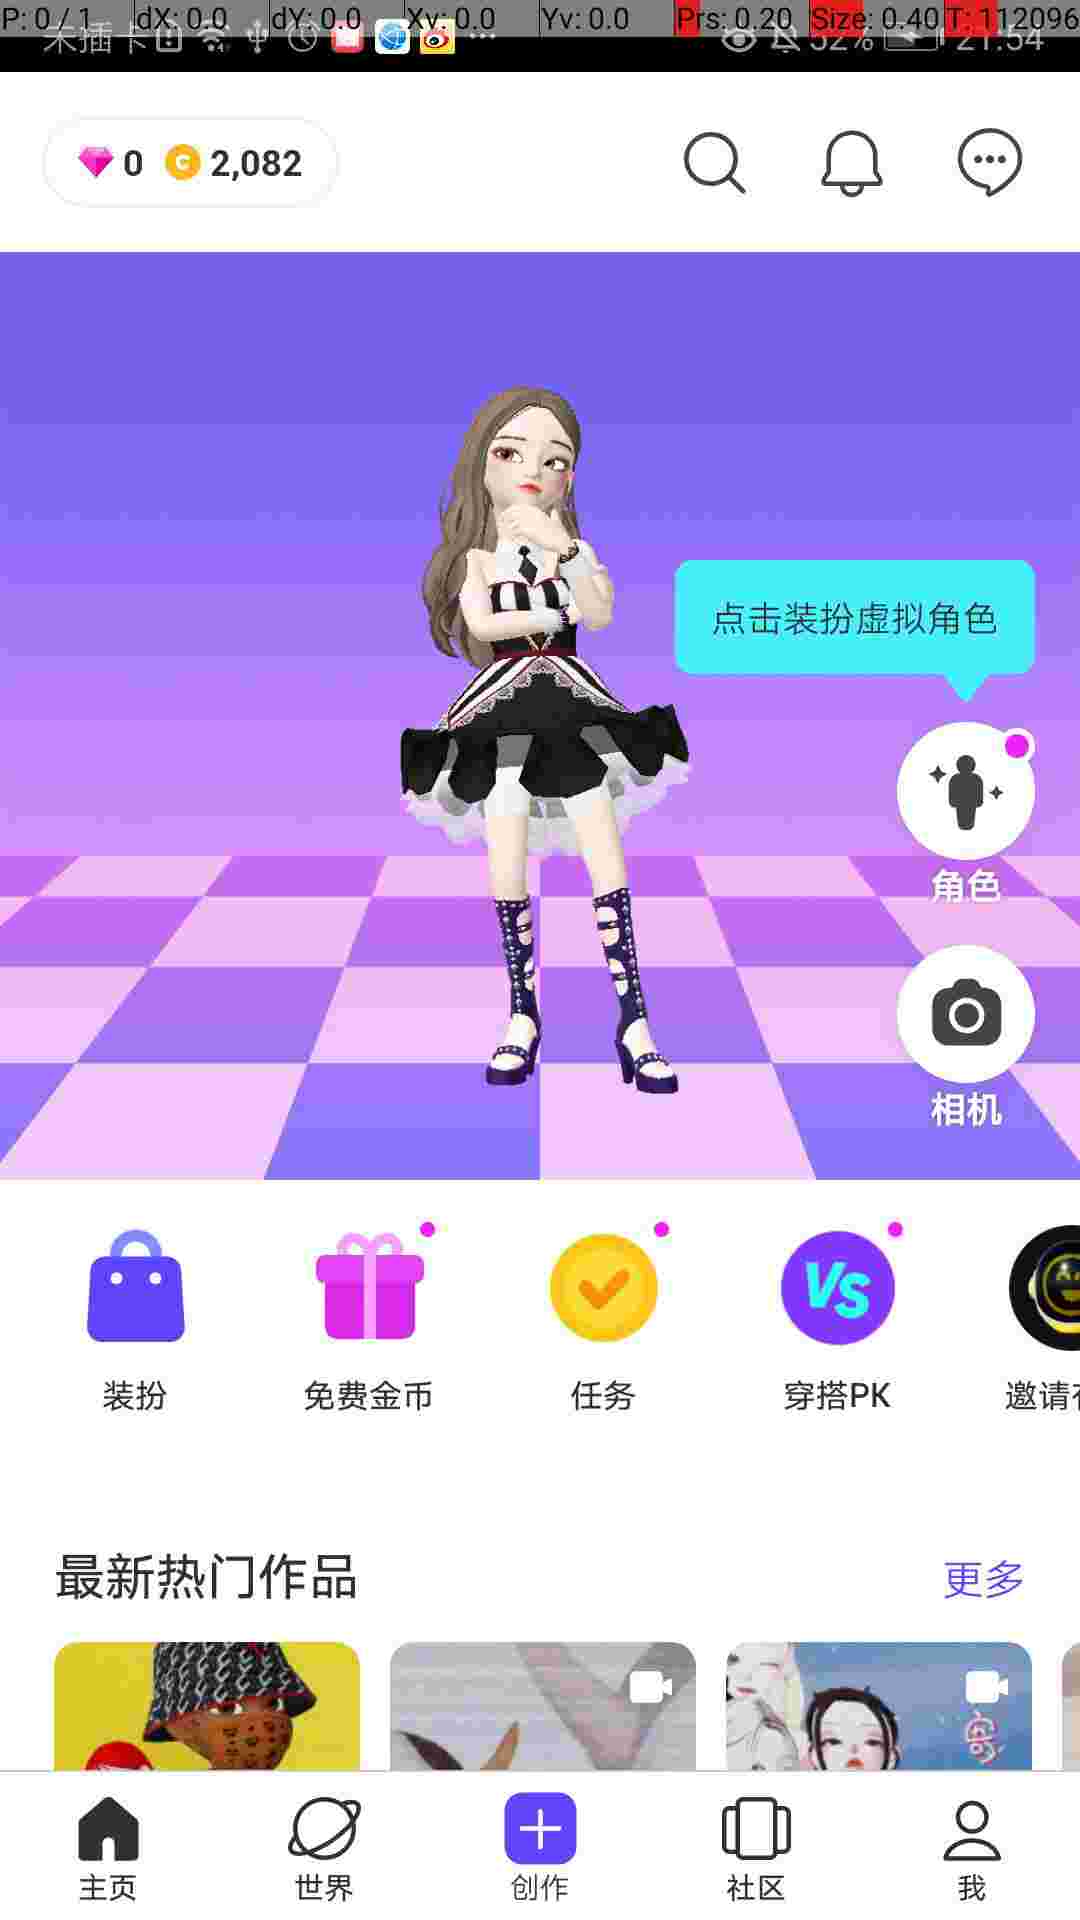 P: 0 / 1 dX: 0.0 dY: 0.0 Xv: 0.0 Yv: 0.0 Prs: 0.20 Size: 0.40 T: 112096
未插卡 52% 21:54
0 2,082
点击装扮虚拟角色
角色
相机
装扮 免费金币 任务 穿搭PK 邀请
最新热门作品 更多
主页 世界 创作 社区 我